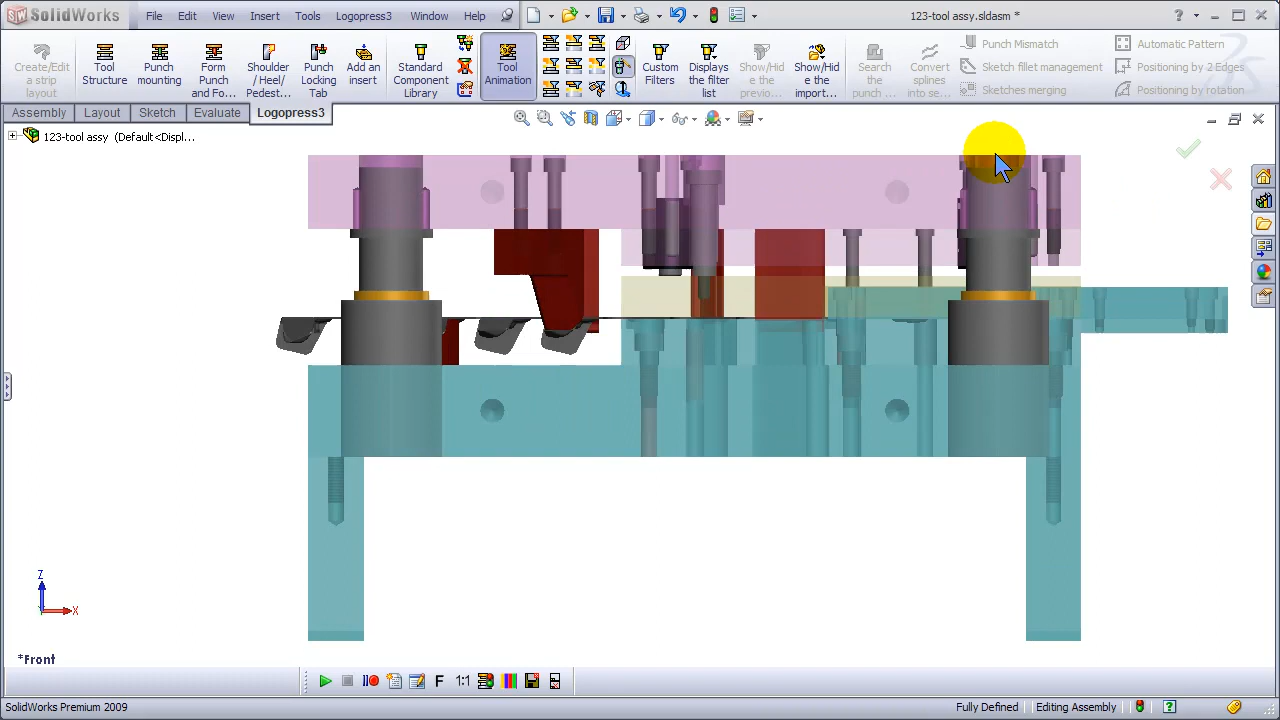 SolidWorks File Edit View Insert Tools Logopress3 Window Help 123-tool assy.sldasm *
Create/Edit a strip layout
Tool Structure
Punch mounting
Form Punch and Fo...
Shoulder / Heel/ Pedest...
Punch Locking Tab
Add an insert
Standard Component Library
Tool Animation
Custom Filters
Displays the filter list
Show/Hid e the previo...
Show/Hid e the import...
Search the punch ...
Convert splines into se...
Punch Mismatch
Sketch fillet management
Sketches merging
Automatic Pattern
Positioning by 2 Edges
Positioning by rotation
Assembly Layout Sketch Evaluate Logopress3
123-tool assy (Default<Displ...
Z
X
*Front
F 1:1
SolidWorks Premium 2009 Fully Defined Editing Assembly